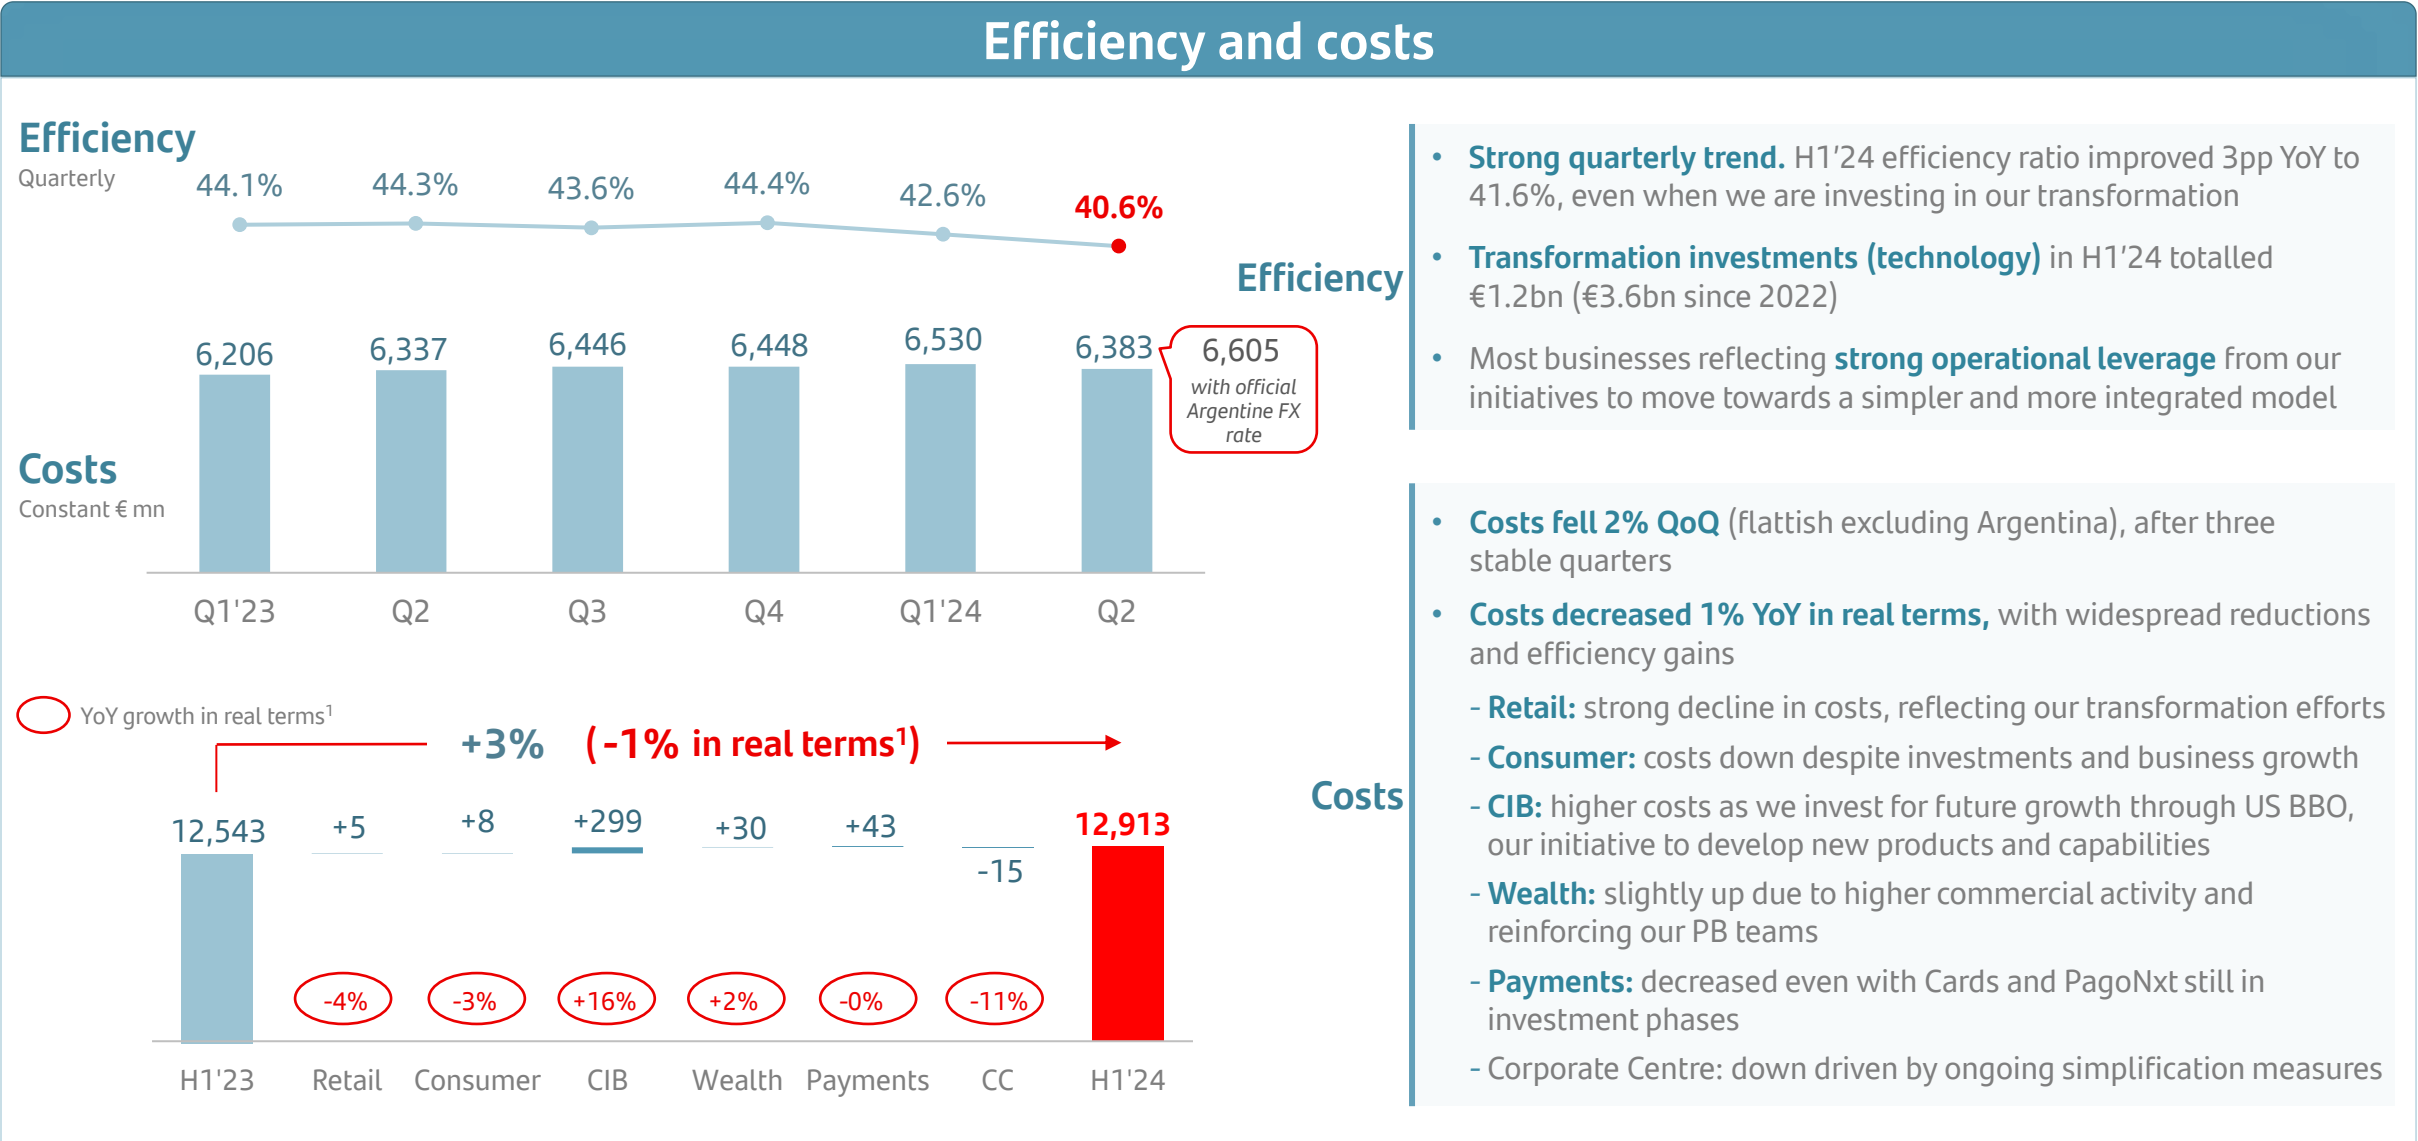 Efficiency and costs
Efficiency
Quarterly
44.1%
44.3%
43.6%
44.4%
42.6%
40.6%
Costs
Constant € mn
6,206
6,337
6,446
6,448
6,530
6,383
6,605
with official
Argentine FX
rate
Q1'23
Q2
Q3
Q4
Q1'24
Q2
YoY growth in real terms¹
+3%
(-1% in real terms¹)
12,543
+5
+8
+299
+30
+43
-15
12,913
-4%
-3%
+16%
+2%
-0%
-11%
H1'23
Retail
Consumer
CIB
Wealth
Payments
CC
H1'24
Efficiency
• Strong quarterly trend. H1’24 efficiency ratio improved 3pp YoY to
41.6%, even when we are investing in our transformation
• Transformation investments (technology) in H1’24 totalled
€1.2bn (€3.6bn since 2022)
• Most businesses reflecting strong operational leverage from our
initiatives to move towards a simpler and more integrated model
Costs
• Costs fell 2% QoQ (flattish excluding Argentina), after three
stable quarters
• Costs decreased 1% YoY in real terms, with widespread reductions
and efficiency gains
- Retail: strong decline in costs, reflecting our transformation efforts
- Consumer: costs down despite investments and business growth
- CIB: higher costs as we invest for future growth through US BBO,
our initiative to develop new products and capabilities
- Wealth: slightly up due to higher commercial activity and
reinforcing our PB teams
- Payments: decreased even with Cards and PagoNxt still in
investment phases
- Corporate Centre: down driven by ongoing simplification measures